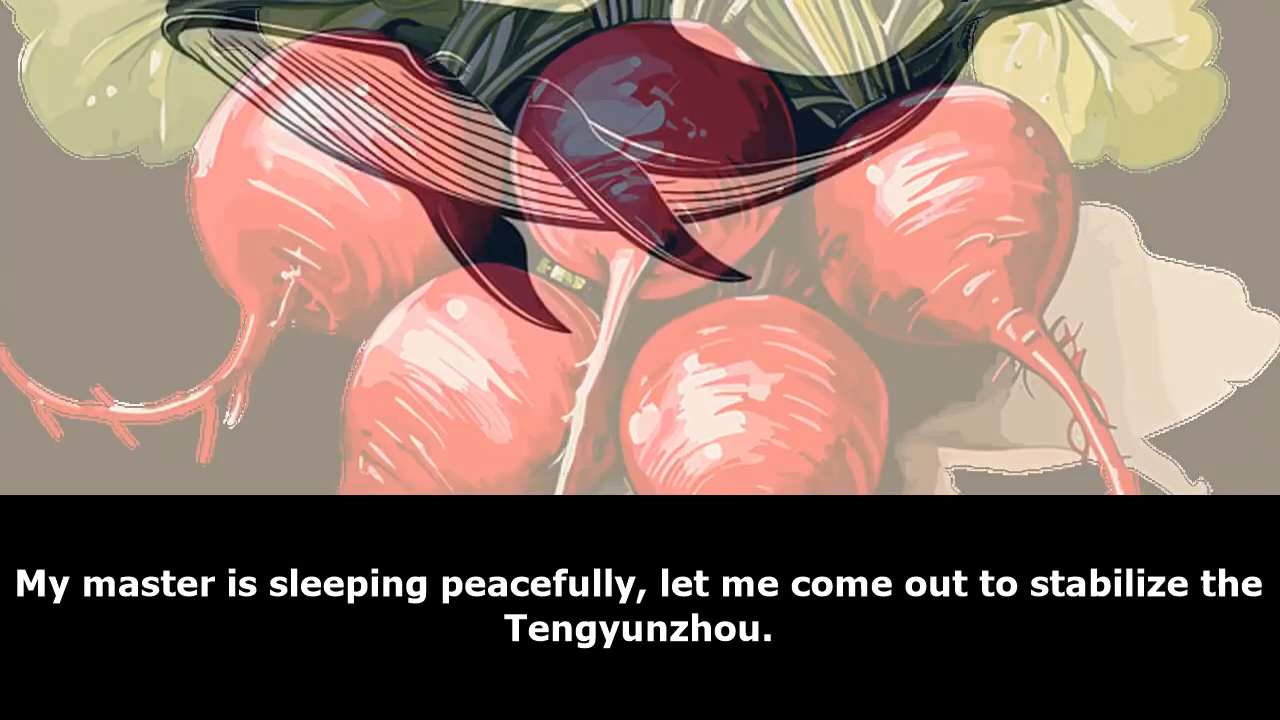 My master is sleeping peacefully, let me come out to stabilize the
Tengyunzhou.